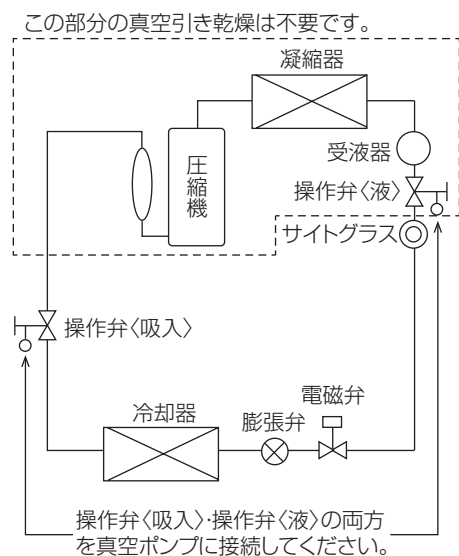 この部分の真空引き乾燥は不要です。
凝縮器
圧縮機
受液器
操作弁〈液〉
サイトグラス
操作弁〈吸入〉
電磁弁
冷却器
膨張弁
操作弁〈吸入〉･操作弁〈液〉の両方
を真空ポンプに接続してください。